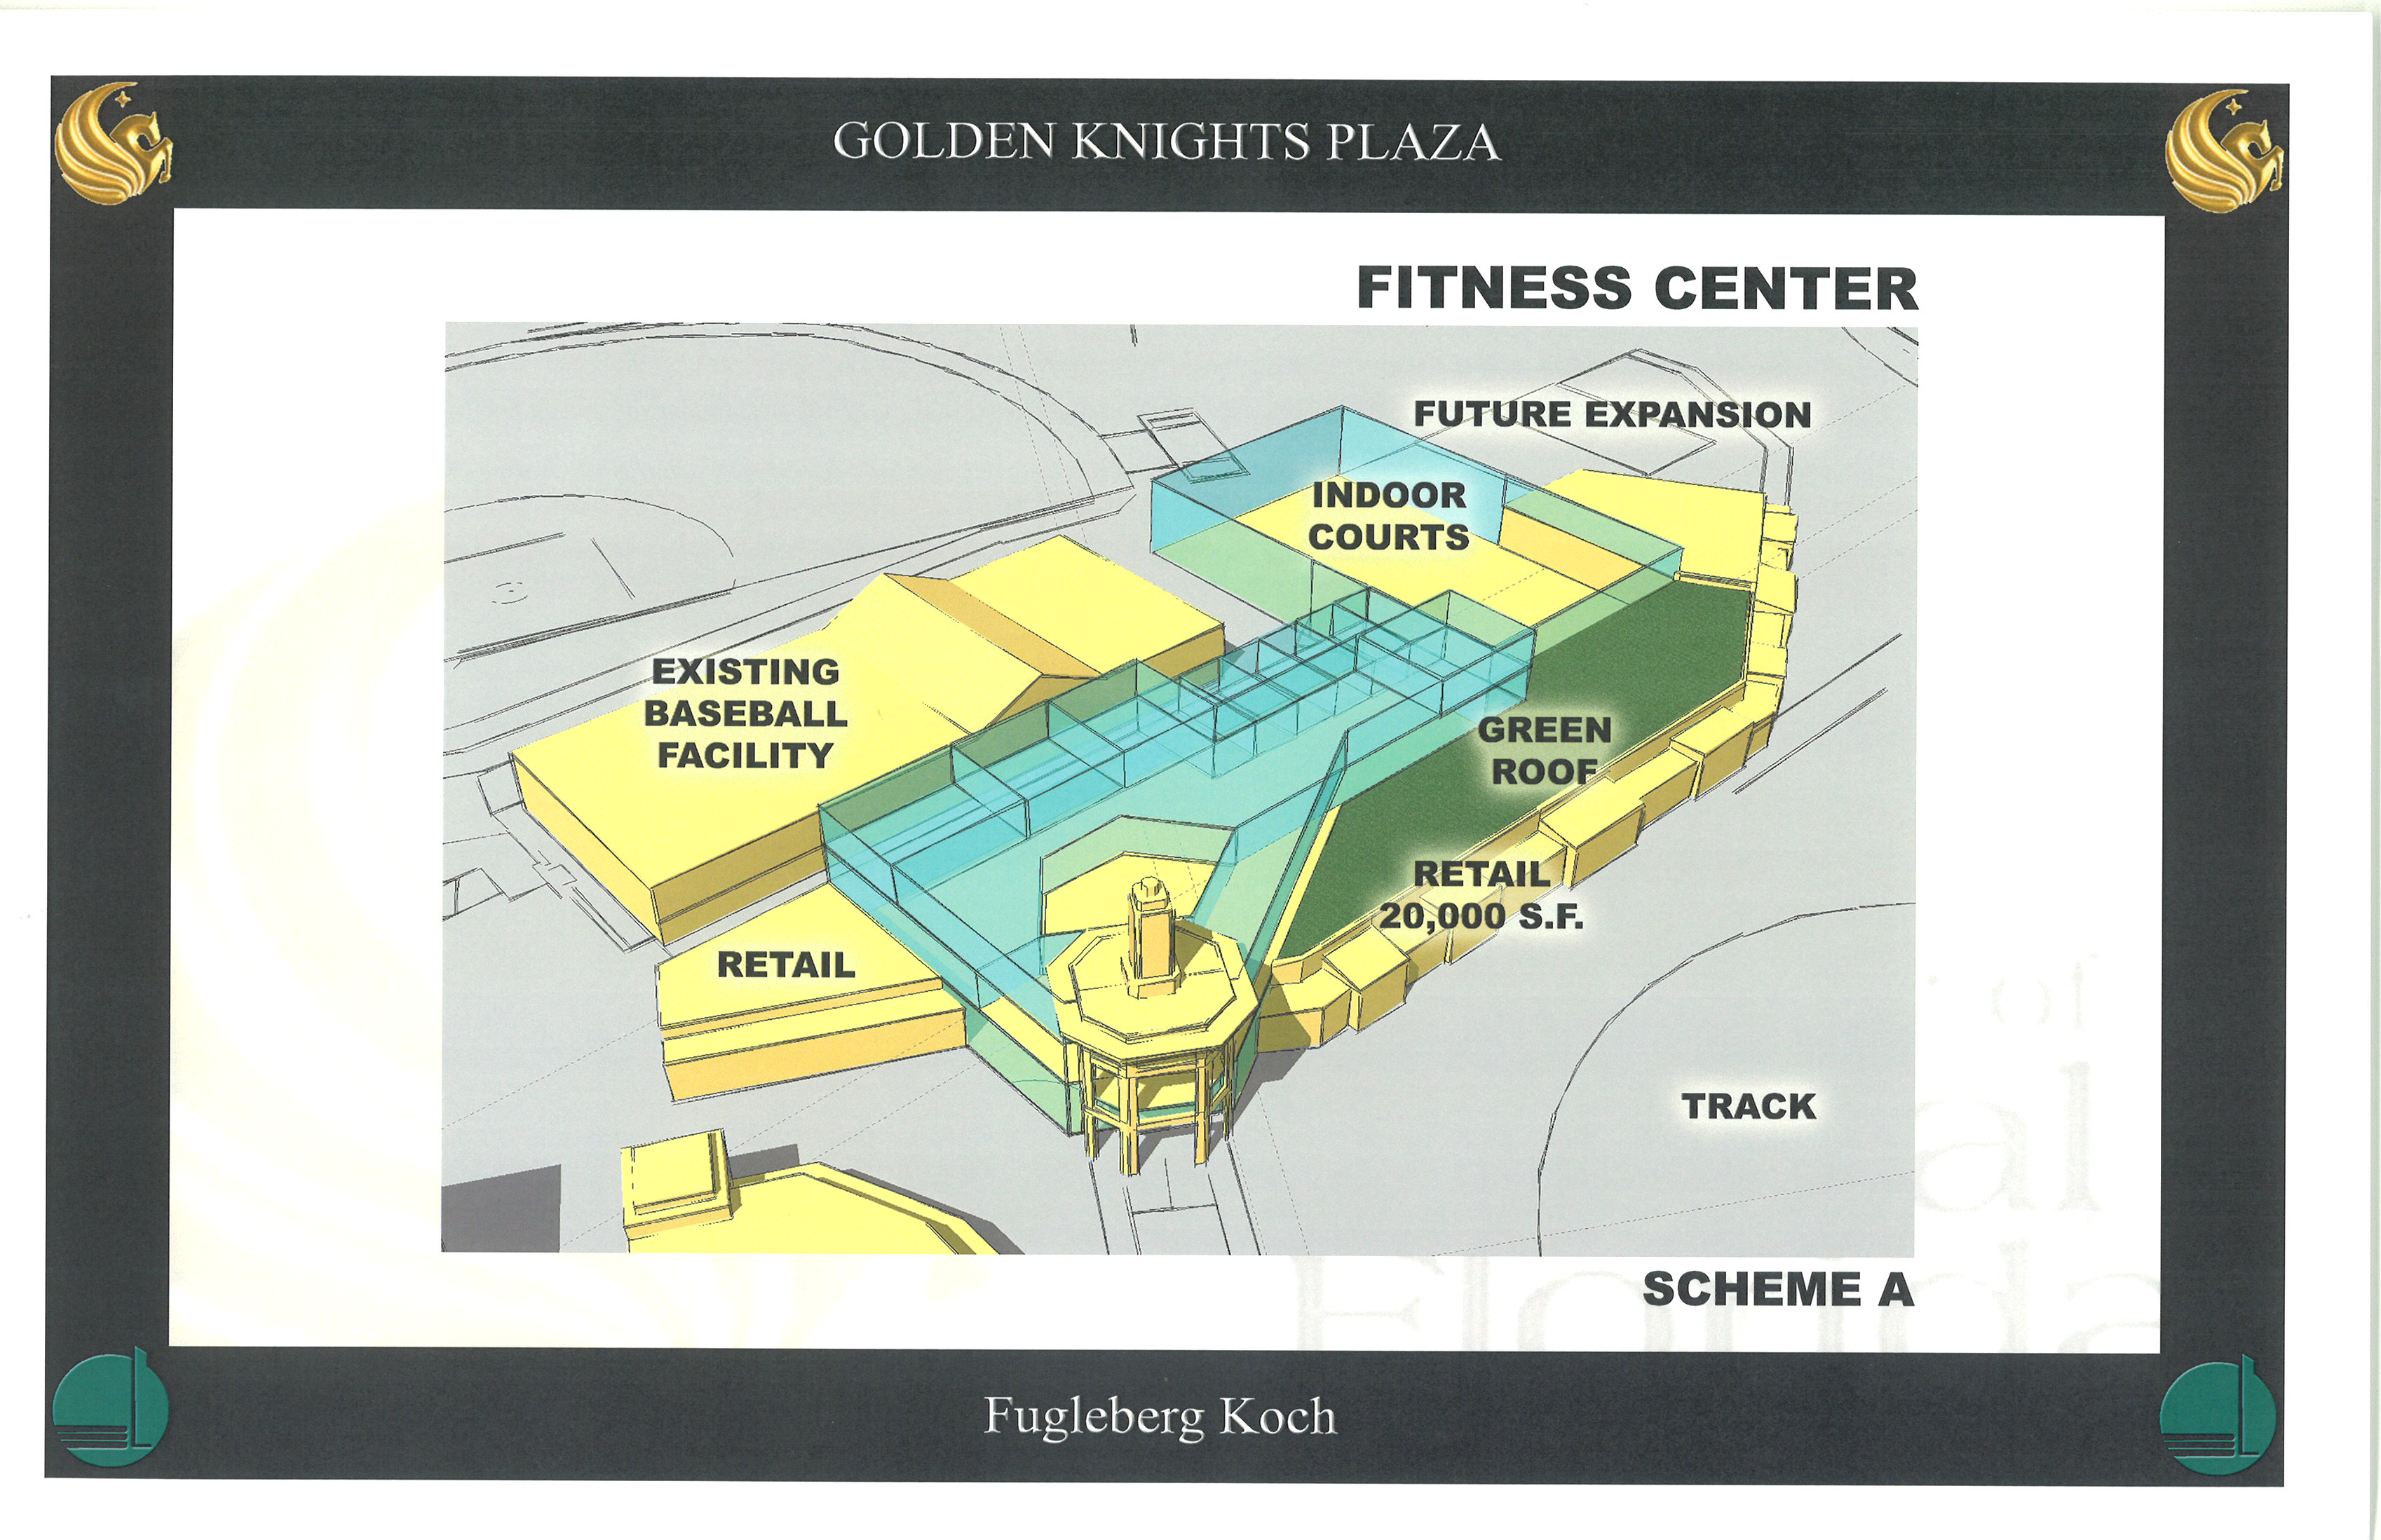 GOLDEN KNIGHTS PLAZA
FITNESS CENTER
FUTURE EXPANSION
INDOOR
COURTS
EXISTING
BASEBALL
FACILITY
GREEN
ROOF
RETAIL
20,000 S.F.
RETAIL
TRACK
SCHEME A
Fugleberg Koch